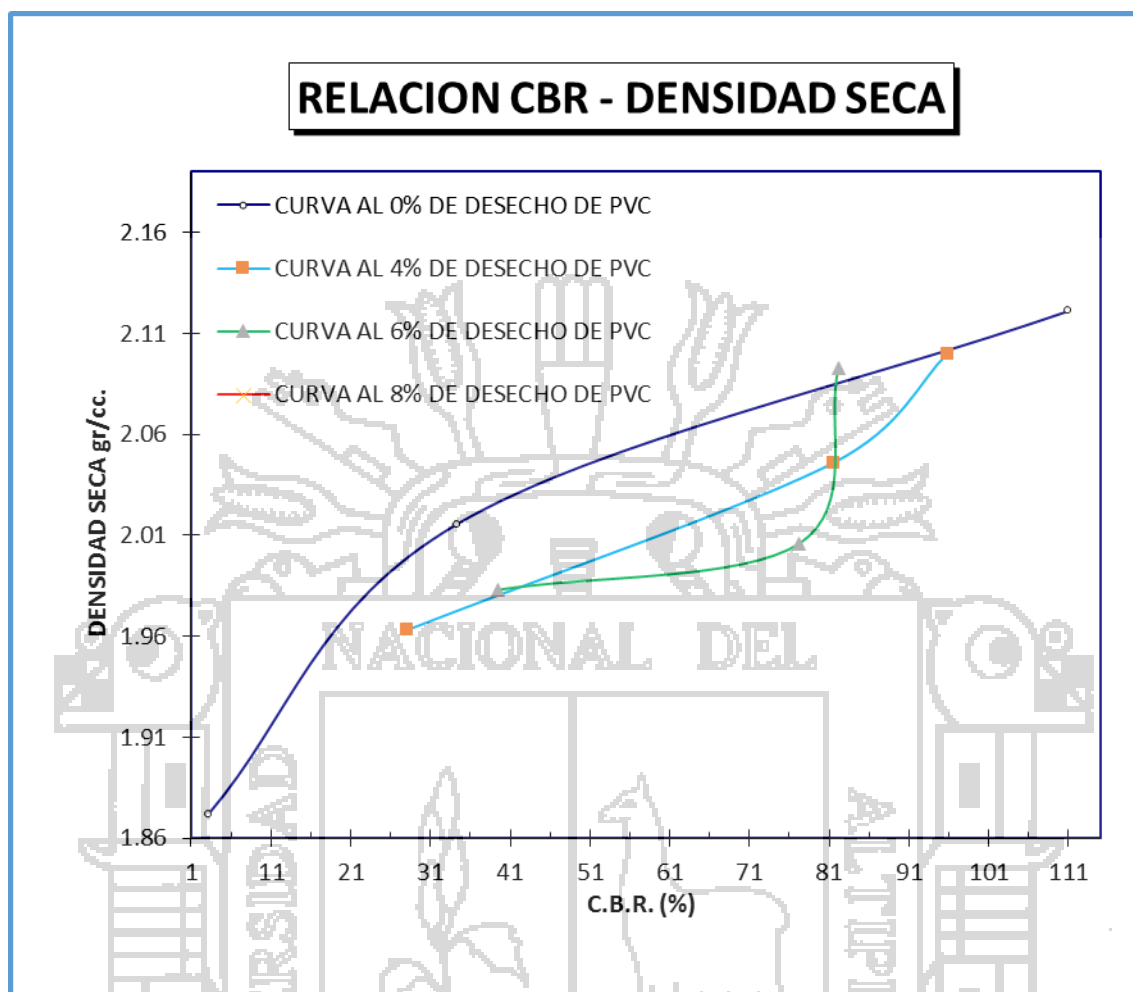 RELACION CBR - DENSIDAD SECA
CURVA AL 0% DE DESECHO DE PVC
CURVA AL 4% DE DESECHO DE PVC
CURVA AL 6% DE DESECHO DE PVC
CURVA AL 8% DE DESECHO DE PVC
DENSIDAD SECA gr/cc.
2.16
2.11
2.06
2.01
1.96
1.91
1.86
1 11 21 31 41 51 61 71 81 91 101 111
C.B.R. (%)
NACIONAL DEL